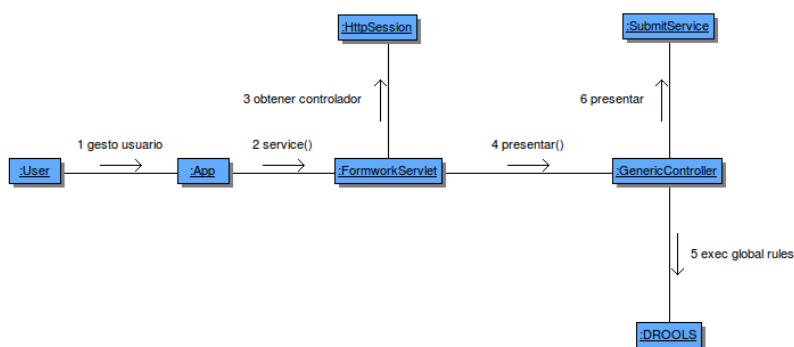 :HttpSession
:SubmitService
3 obtener controlador
6 presentar
1 gesto usuario
2 service()
4 presentar()
:User
:App
:FormworkServlet
:GenericController
5 exec global rules
:DROOLS